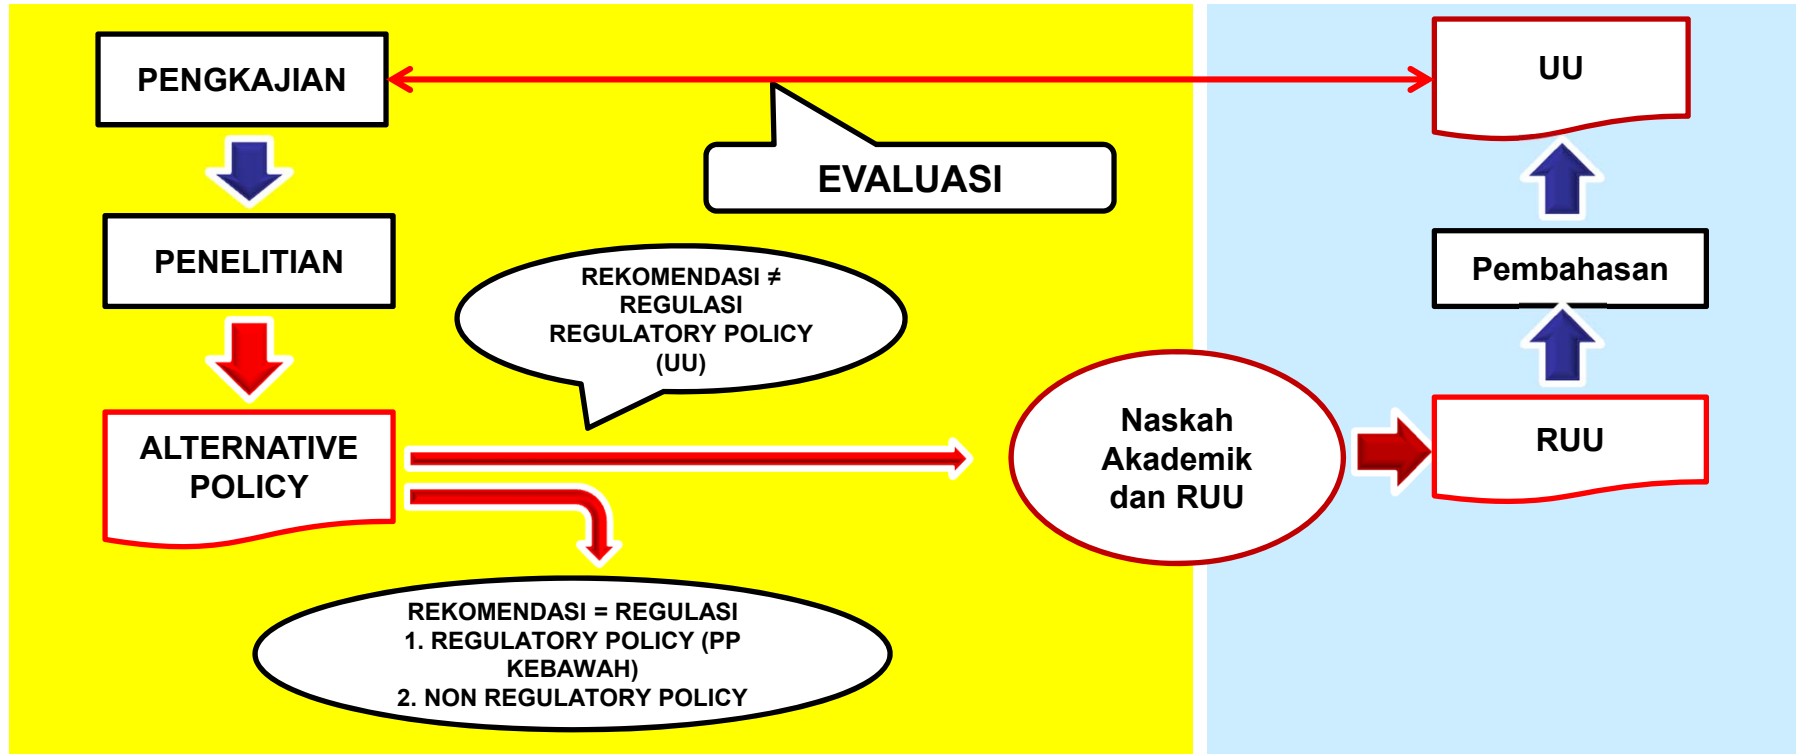 PENGKAJIAN
UU
EVALUASI
PENELITIAN
Pembahasan
REKOMENDASI ≠
REGULASI
REGULATORY POLICY
(UU)
ALTERNATIVE
POLICY
Naskah
Akademik
dan RUU
RUU
REKOMENDASI = REGULASI
1. REGULATORY POLICY (PP
KEBAWAH)
2. NON REGULATORY POLICY